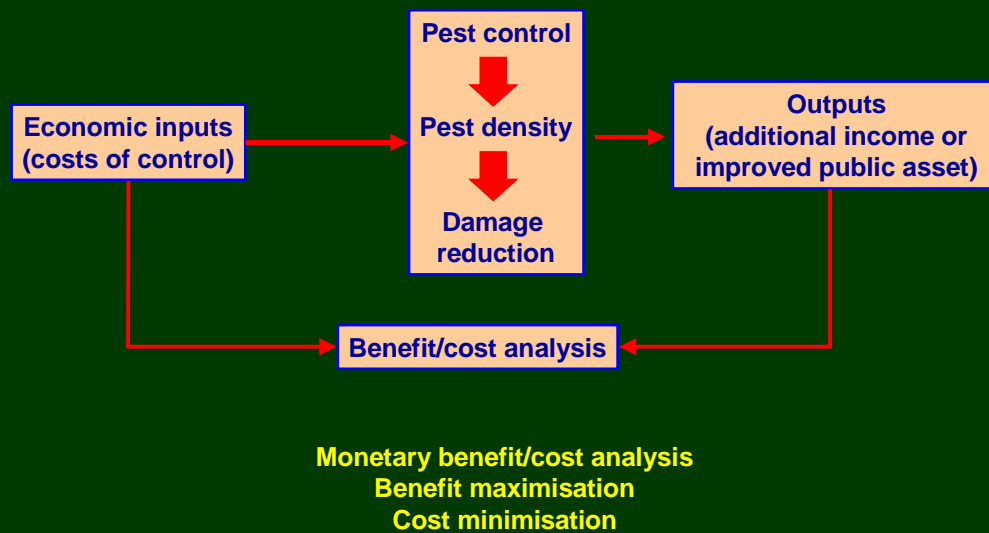 Pest control
Economic inputs
(costs of control)
Pest density
Damage
reduction
Outputs
(additional income or
improved public asset)
Benefit/cost analysis
Monetary benefit/cost analysis
Benefit maximisation
Cost minimisation